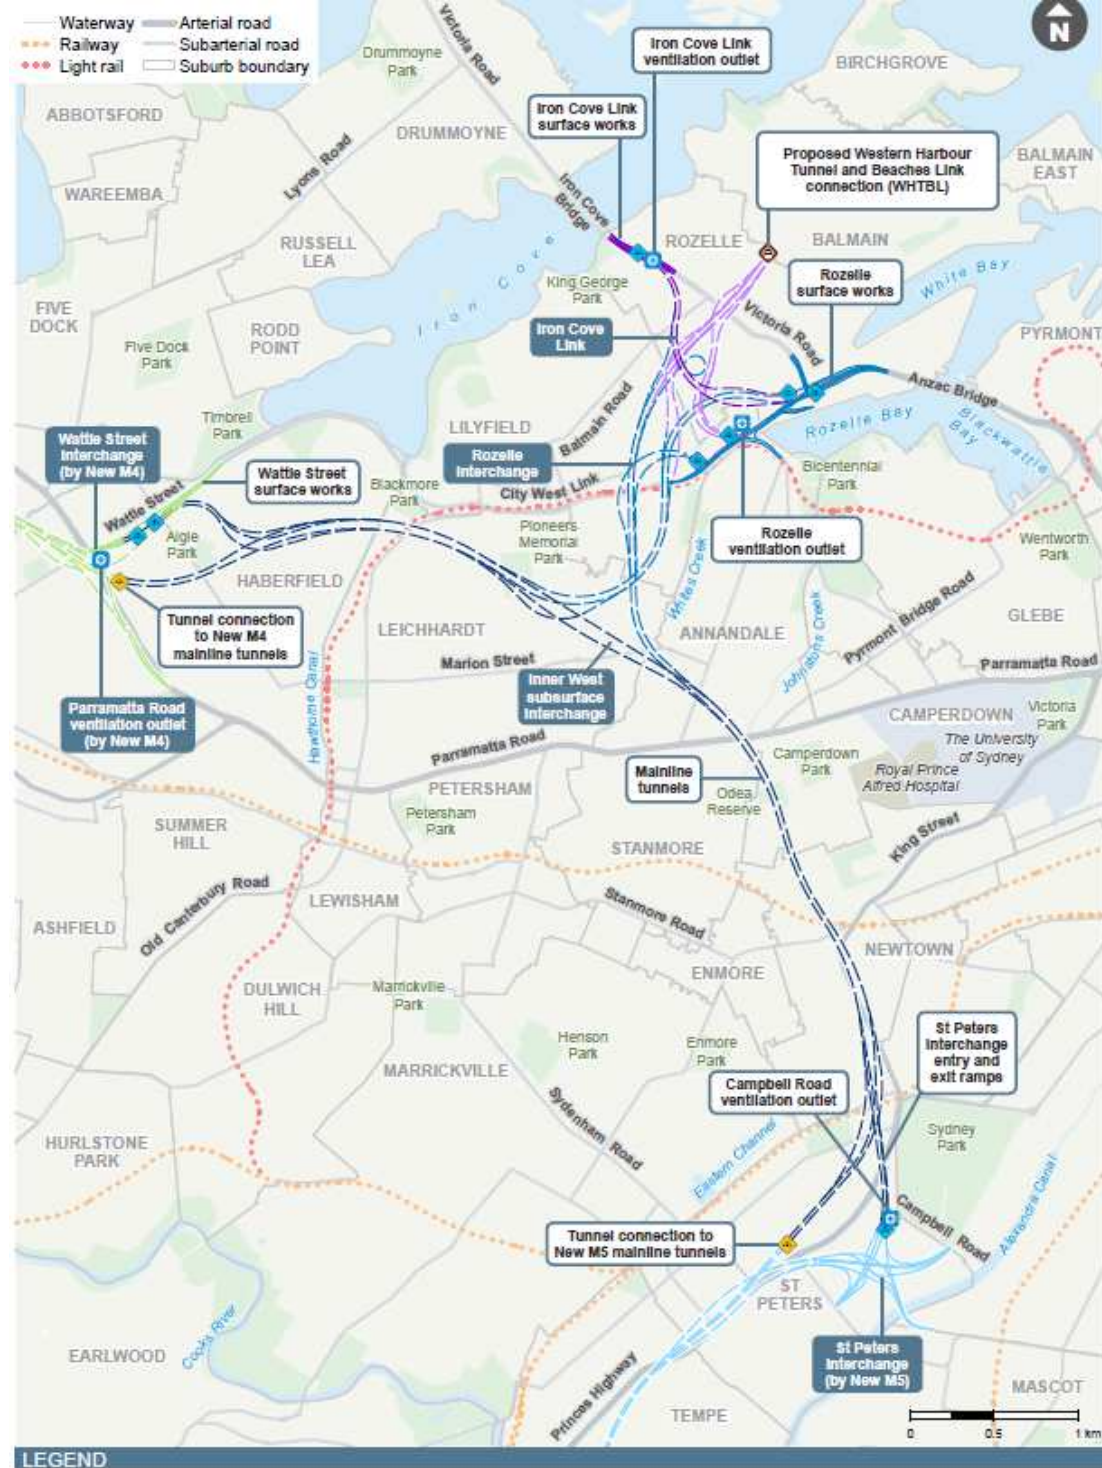 Waterway
Arterial road
Railway
Subarterial road
Light rail
Suburb boundary
N
Victoria Road
Drummoyne
Park
Iron Cove Link
ventilation outlet
BIRCHGROVE
ABBOTSFORD
Iron Cove Link
surface works
DRUMMOYNE
Lyons Road
Proposed Western Harbour
Tunnel and Beaches Link
connection (WHTBL)
BALMAIN
EAST
WAREEMBA
Iron Cove
Bridge
RUSSELL
LEA
ROZELLE
BALMAIN
Iron Cove
King George
Park
Rozelle
surface works
White Bay
FIVE
DOCK
RODD
POINT
Five Dock
Park
Iron Cove
Link
Victoria Road
PYRMONT
Anzac Bridge
Timbrell
Park
LILYFIELD
Balmain Road
Rozelle Bay
Blackwattle
Bay
Wattle Street
Interchange
(by New M4)
Wattle Street
surface works
Rozelle
Interchange
Blackmore
Park
City West Link
Bicentennial
Park
Wattle Street
Aigle
Park
Pioneers
Memorial
Park
Rozelle
ventilation outlet
Wentworth
Park
HABERFIELD
Whites Creek
Tunnel connection
to New M4
mainline tunnels
LEICHHARDT
ANNANDALE
Johnstons Creek
Pyrmont Bridge Road
GLEBE
Marion Street
Parramatta Road
Hawthorne Canal
Inner West
subsurface
Interchange
Parramatta Road
ventilation outlet
(by New M4)
CAMPERDOWN
Victoria
Park
The University
of Sydney
Parramatta Road
Mainline
tunnels
Camperdown
Park
Royal Prince
Alfred Hospital
PETERSHAM
Petersham
Park
Odea
Reserve
SUMMER
HILL
STANMORE
King Street
Old Canterbury Road
LEWISHAM
Stanmore Road
ASHFIELD
NEWTOWN
ENMORE
DULWICH
HILL
Marrickville
Park
Henson
Park
Enmore
Park
St Peters
Interchange
entry and
exit ramps
MARRICKVILLE
Campbell Road
ventilation outlet
Sydenham Road
Sydney
Park
HURLSTONE
PARK
Eastern Channel
Alexandra Canal
Campbell Road
Tunnel connection to
New M5 mainline tunnels
ST
PETERS
Cooks River
EARLWOOD
St Peters
Interchange
(by New M5)
Princes Highway
MASCOT
TEMPE
0 0.5 1 km
LEGEND